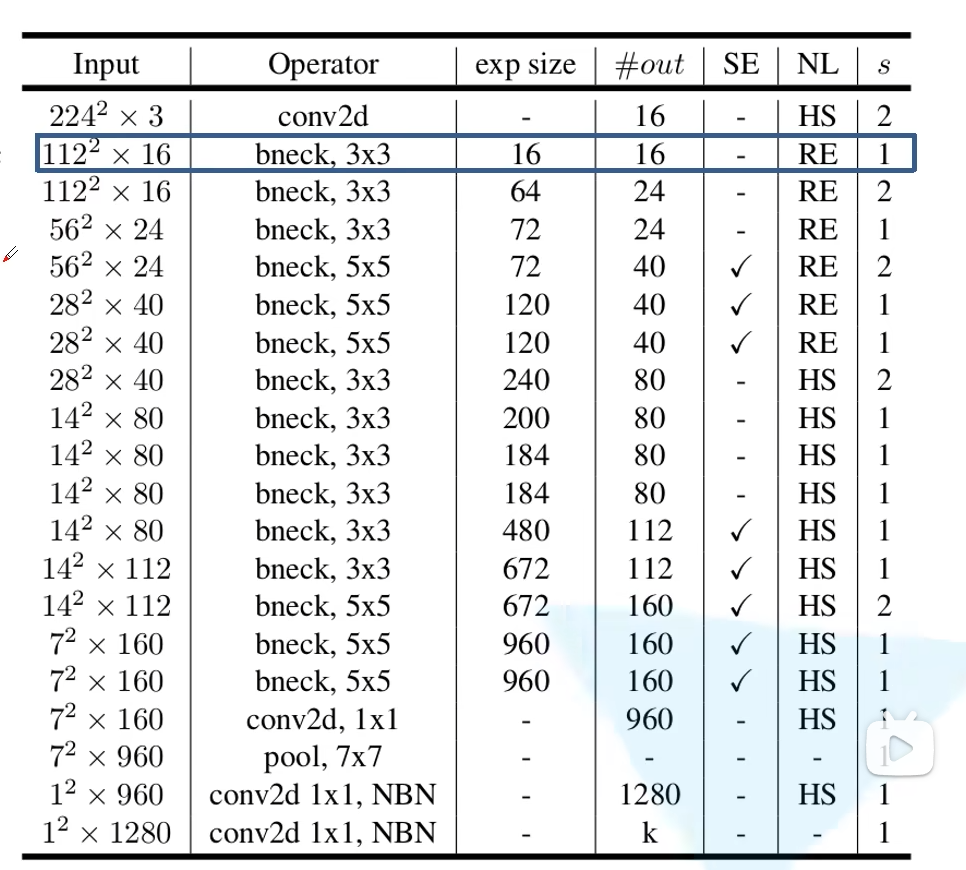 Input Operator exp size #out SE NL s
224² × 3 conv2d - 16 - HS 2
112² × 16 bneck, 3x3 16 16 - RE 1
112² × 16 bneck, 3x3 64 24 - RE 2
56² × 24 bneck, 3x3 72 24 - RE 1
56² × 24 bneck, 5x5 72 40 ✓ RE 2
28² × 40 bneck, 5x5 120 40 ✓ RE 1
28² × 40 bneck, 5x5 120 40 ✓ RE 1
28² × 40 bneck, 3x3 240 80 - HS 2
14² × 80 bneck, 3x3 200 80 - HS 1
14² × 80 bneck, 3x3 184 80 - HS 1
14² × 80 bneck, 3x3 184 80 - HS 1
14² × 80 bneck, 3x3 480 112 ✓ HS 1
14² × 112 bneck, 3x3 672 112 ✓ HS 1
14² × 112 bneck, 5x5 672 160 ✓ HS 2
7² × 160 bneck, 5x5 960 160 ✓ HS 1
7² × 160 bneck, 5x5 960 160 ✓ HS 1
7² × 160 conv2d, 1x1 - 960 - HS 1
7² × 960 pool, 7x7 - - - - 1
1² × 960 conv2d 1x1, NBN - 1280 - HS 1
1² × 1280 conv2d 1x1, NBN - k - - 1